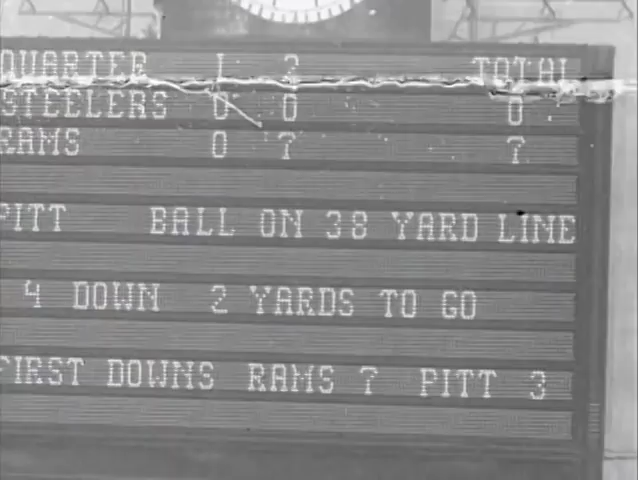 QUARTER 1 2 TOTAL
STEELERS 0 0 0
RAMS 0 7 7
PITT BALL ON 38 YARD LINE
4 DOWN 2 YARDS TO GO
FIRST DOWNS RAMS 7 PITT 3